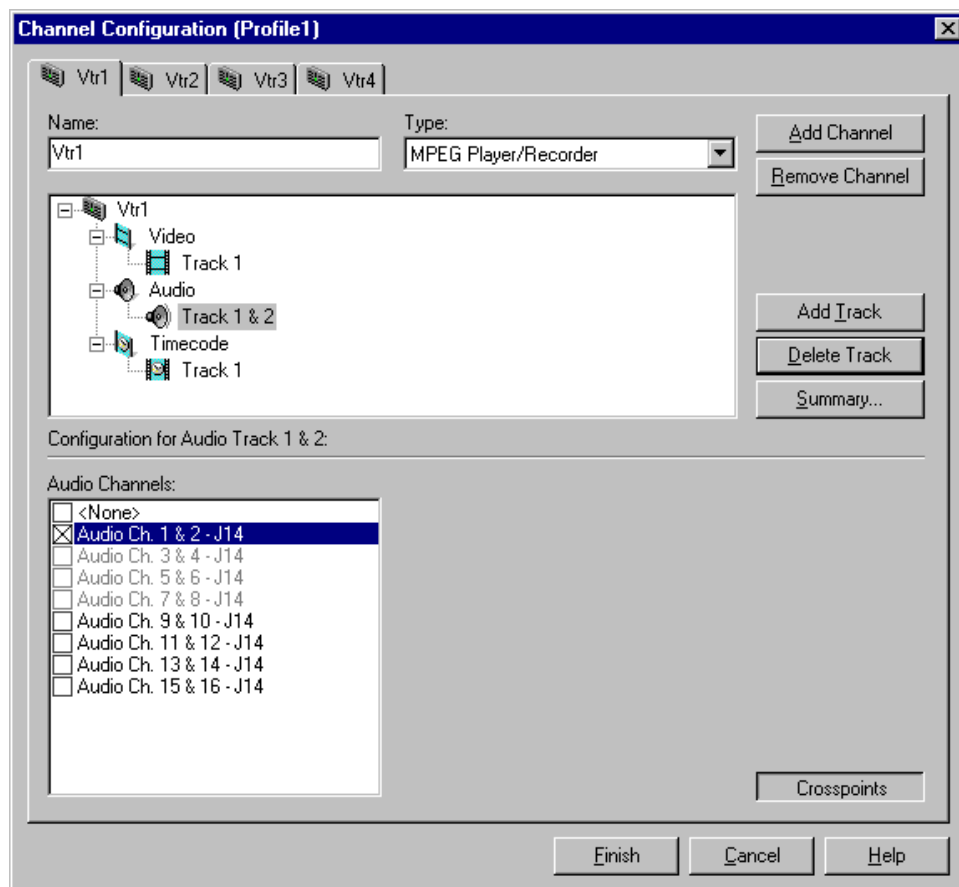 Channel Configuration (Profile1)
Vtr1 Vtr2 Vtr3 Vtr4
Name:
Vtr1
Type:
MPEG Player/Recorder
Add Channel
Remove Channel
Vtr1
Video
Track 1
Audio
Track 1 & 2
Timecode
Track 1
Add Track
Delete Track
Summary...
Configuration for Audio Track 1 & 2:
Audio Channels:
<None>
Audio Ch. 1 & 2 - J14
Audio Ch. 3 & 4 - J14
Audio Ch. 5 & 6 - J14
Audio Ch. 7 & 8 - J14
Audio Ch. 9 & 10 - J14
Audio Ch. 11 & 12 - J14
Audio Ch. 13 & 14 - J14
Audio Ch. 15 & 16 - J14
Crosspoints
Finish Cancel Help